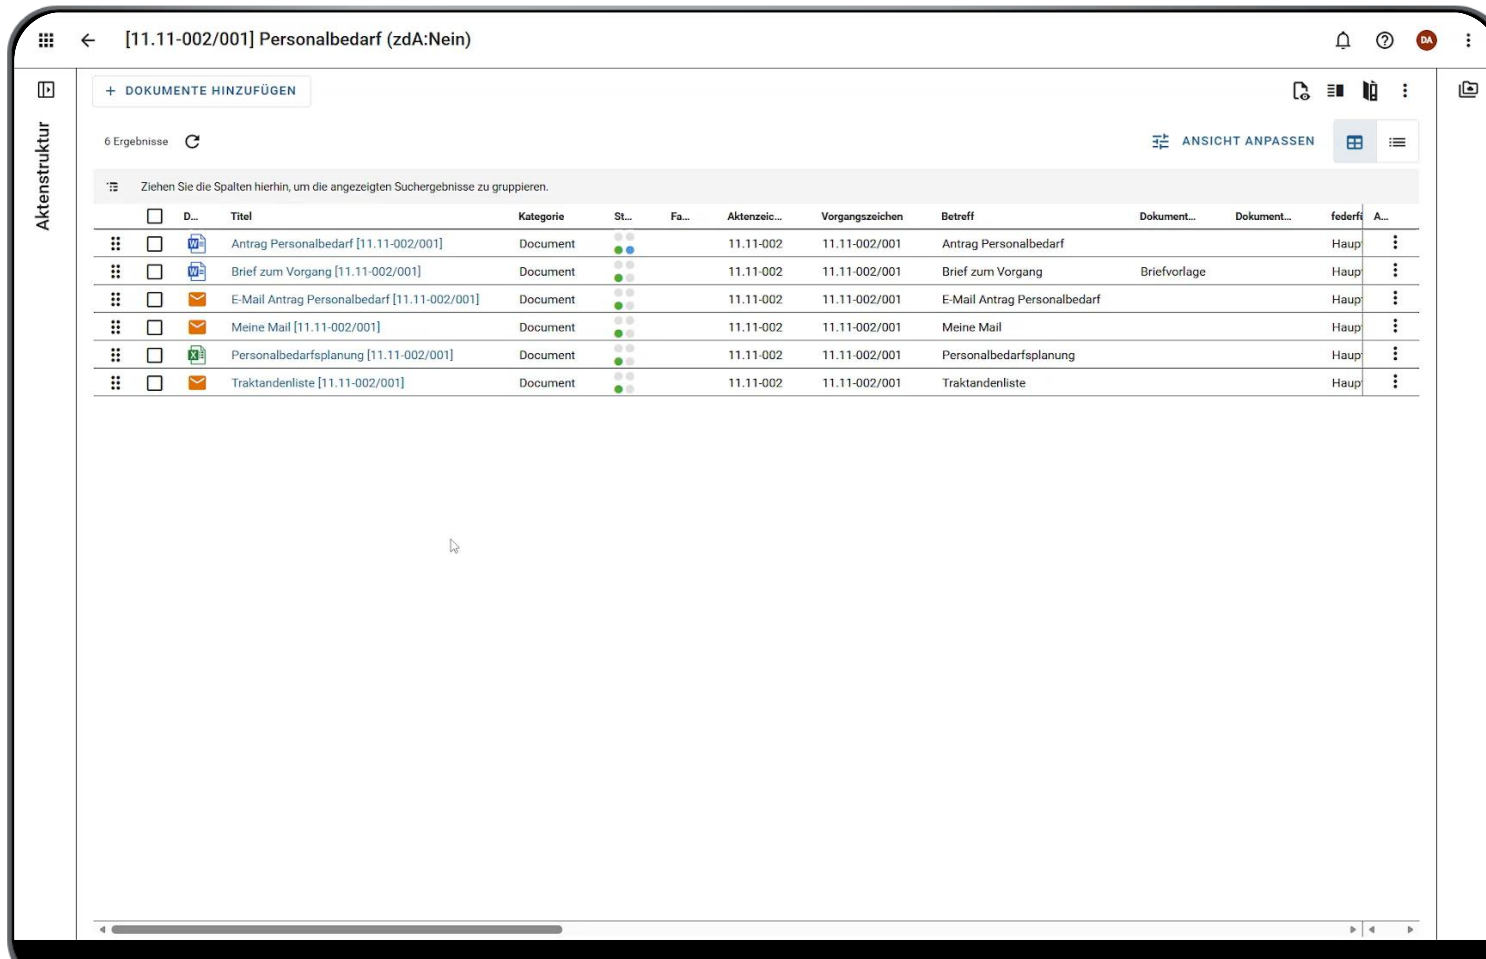 [11.11-002/001] Personalbedarf (zdA:Nein)
DA
Aktenstruktur
+ DOKUMENTE HINZUFÜGEN
6 Ergebnisse
ANSICHT ANPASSEN
Ziehen Sie die Spalten hierhin, um die angezeigten Suchergebnisse zu gruppieren.
D... Titel Kategorie St... Fa... Aktenzeic... Vorgangszeichen Betreff Dokument... Dokument... federfi A...
Antrag Personalbedarf [11.11-002/001] Document 11.11-002 11.11-002/001 Antrag Personalbedarf Haup
Brief zum Vorgang [11.11-002/001] Document 11.11-002 11.11-002/001 Brief zum Vorgang Briefvorlage Haup
E-Mail Antrag Personalbedarf [11.11-002/001] Document 11.11-002 11.11-002/001 E-Mail Antrag Personalbedarf Haup
Meine Mail [11.11-002/001] Document 11.11-002 11.11-002/001 Meine Mail Haup
Personalbedarfsplanung [11.11-002/001] Document 11.11-002 11.11-002/001 Personalbedarfsplanung Haup
Traktandenliste [11.11-002/001] Document 11.11-002 11.11-002/001 Traktandenliste Haup